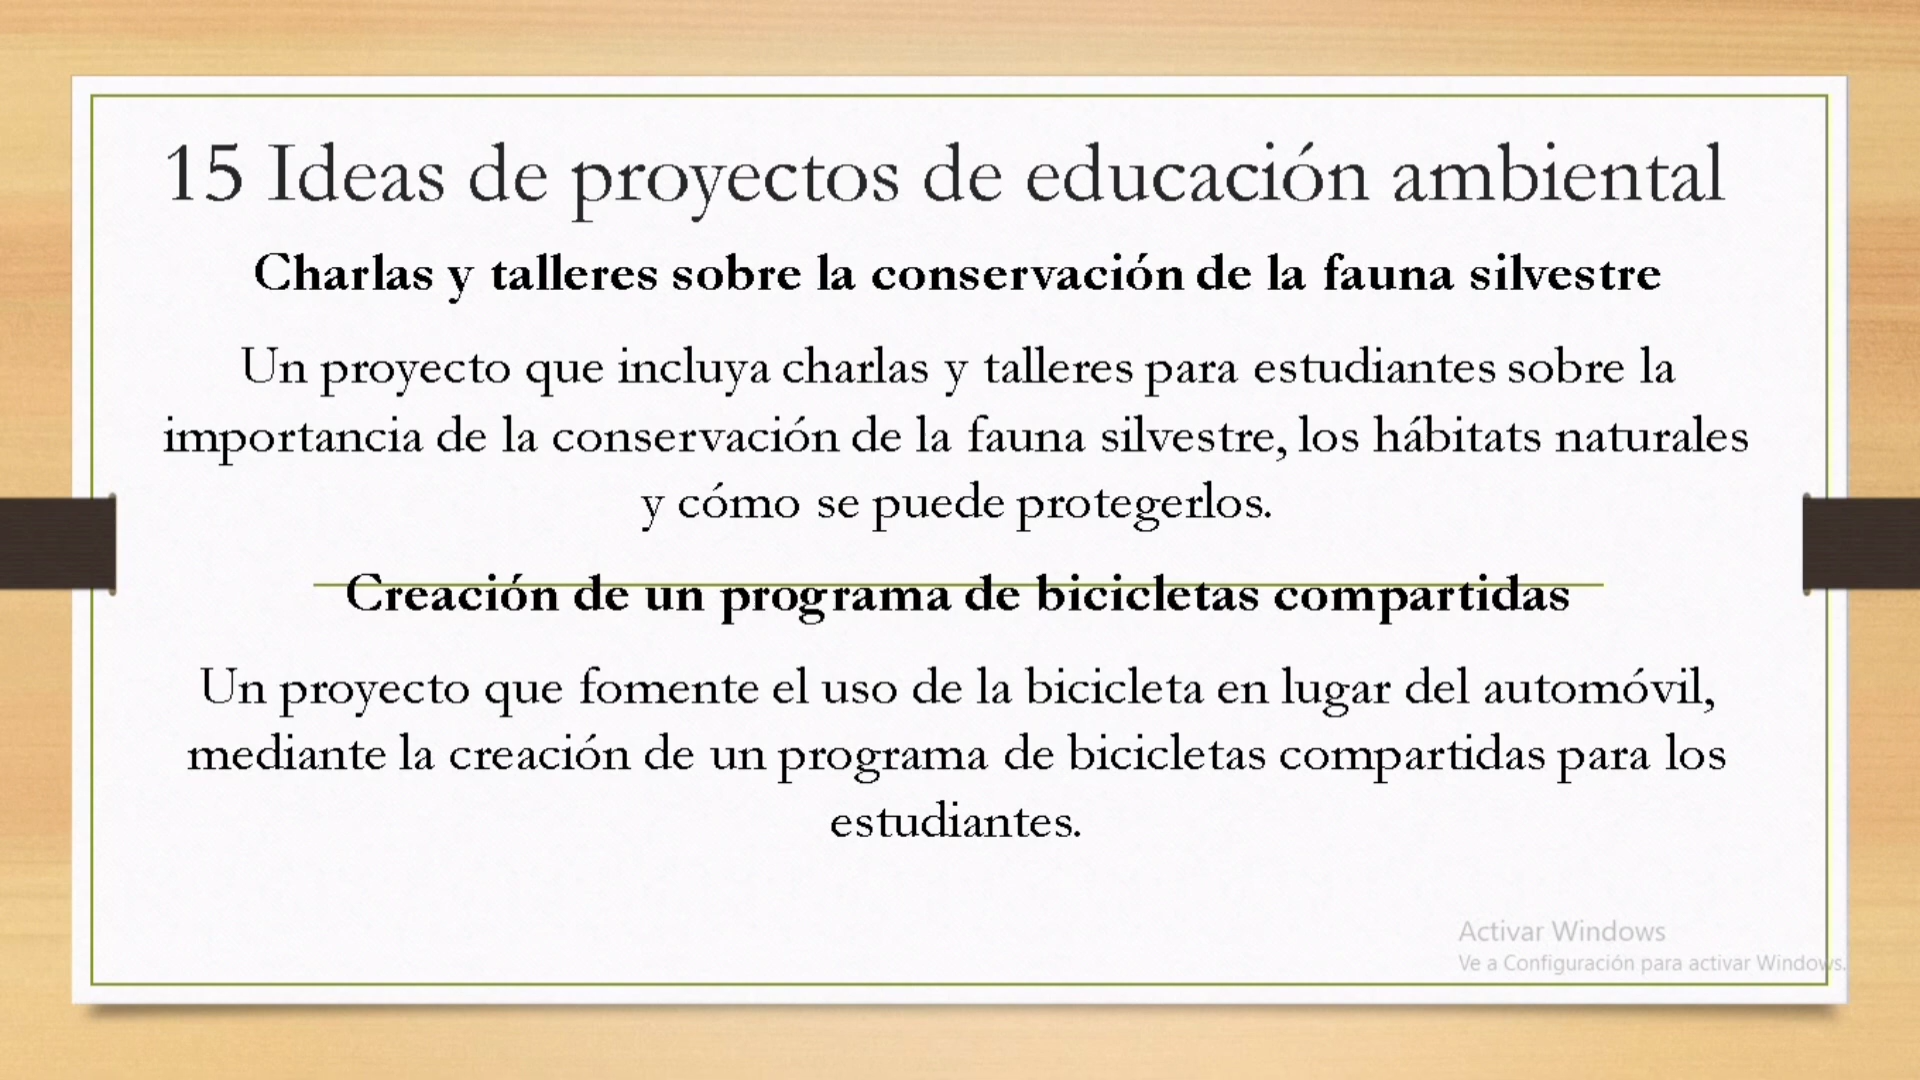 15 Ideas de proyectos de educación ambiental
Charlas y talleres sobre la conservación de la fauna silvestre
Un proyecto que incluya charlas y talleres para estudiantes sobre la
importancia de la conservación de la fauna silvestre, los hábitats naturales
y cómo se puede protegerlos.
Creación de un programa de bicicletas compartidas
Un proyecto que fomente el uso de la bicicleta en lugar del automóvil,
mediante la creación de un programa de bicicletas compartidas para los
estudiantes.
Activar Windows
Ve a Configuración para activar Windows.